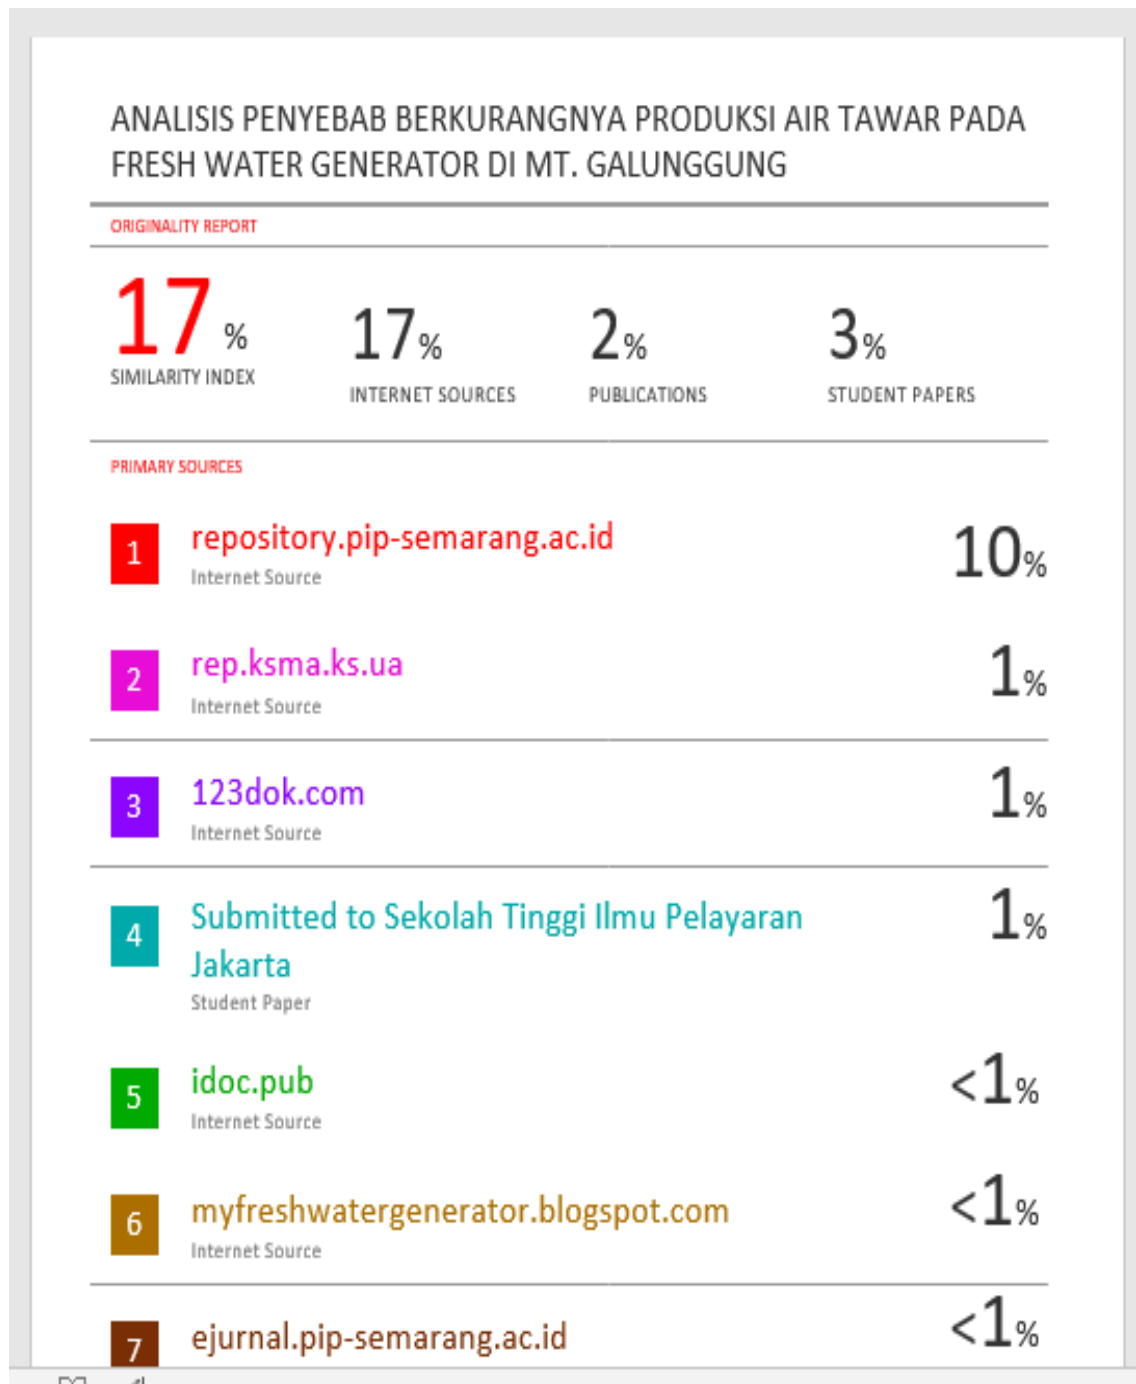 ANALISIS PENYEBAB BERKURANGNYA PRODUKSI AIR TAWAR PADA
FRESH WATER GENERATOR DI MT. GALUNGGUNG
ORIGINALITY REPORT
17%
SIMILARITY INDEX
17%
INTERNET SOURCES
2%
PUBLICATIONS
3%
STUDENT PAPERS
PRIMARY SOURCES
1 repository.pip-semarang.ac.id 10%
Internet Source
2 rep.ksma.ks.ua 1%
Internet Source
3 123dok.com 1%
Internet Source
4 Submitted to Sekolah Tinggi Ilmu Pelayaran 1%
Jakarta
Student Paper
5 idoc.pub <1%
Internet Source
6 myfreshwatergenerator.blogspot.com <1%
Internet Source
7 ejurnal.pip-semarang.ac.id <1%